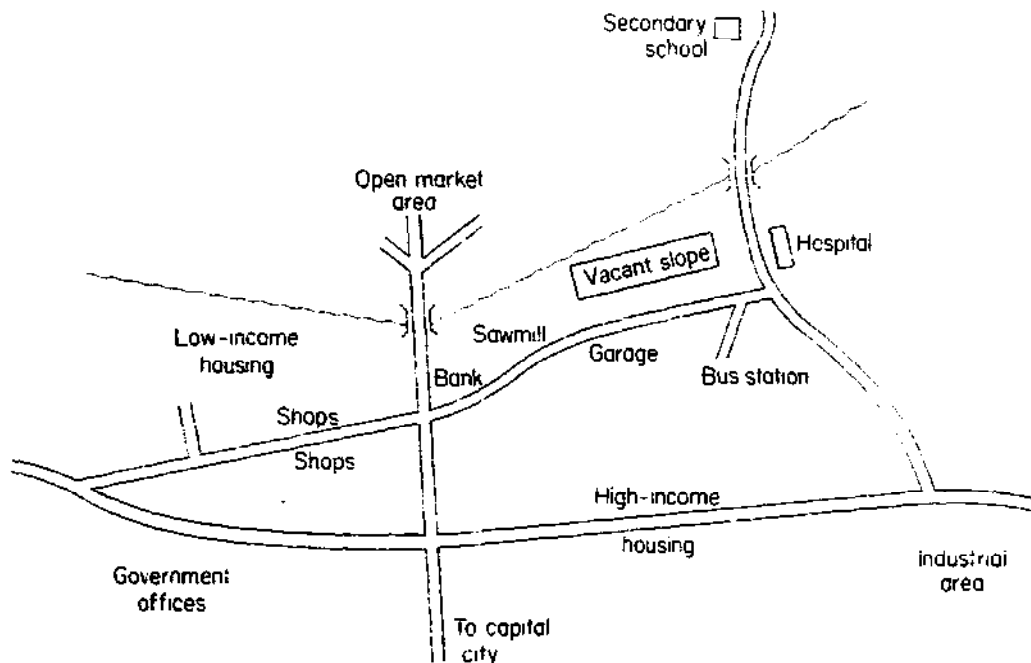 Secondary
school
Open market
area
Hospital
Vacant slope
Low-income
housing
Sawmill
Garage
Bank
Bus station
Shops
Shops
High-income
housing
Government
offices
industrial
area
To capital
city